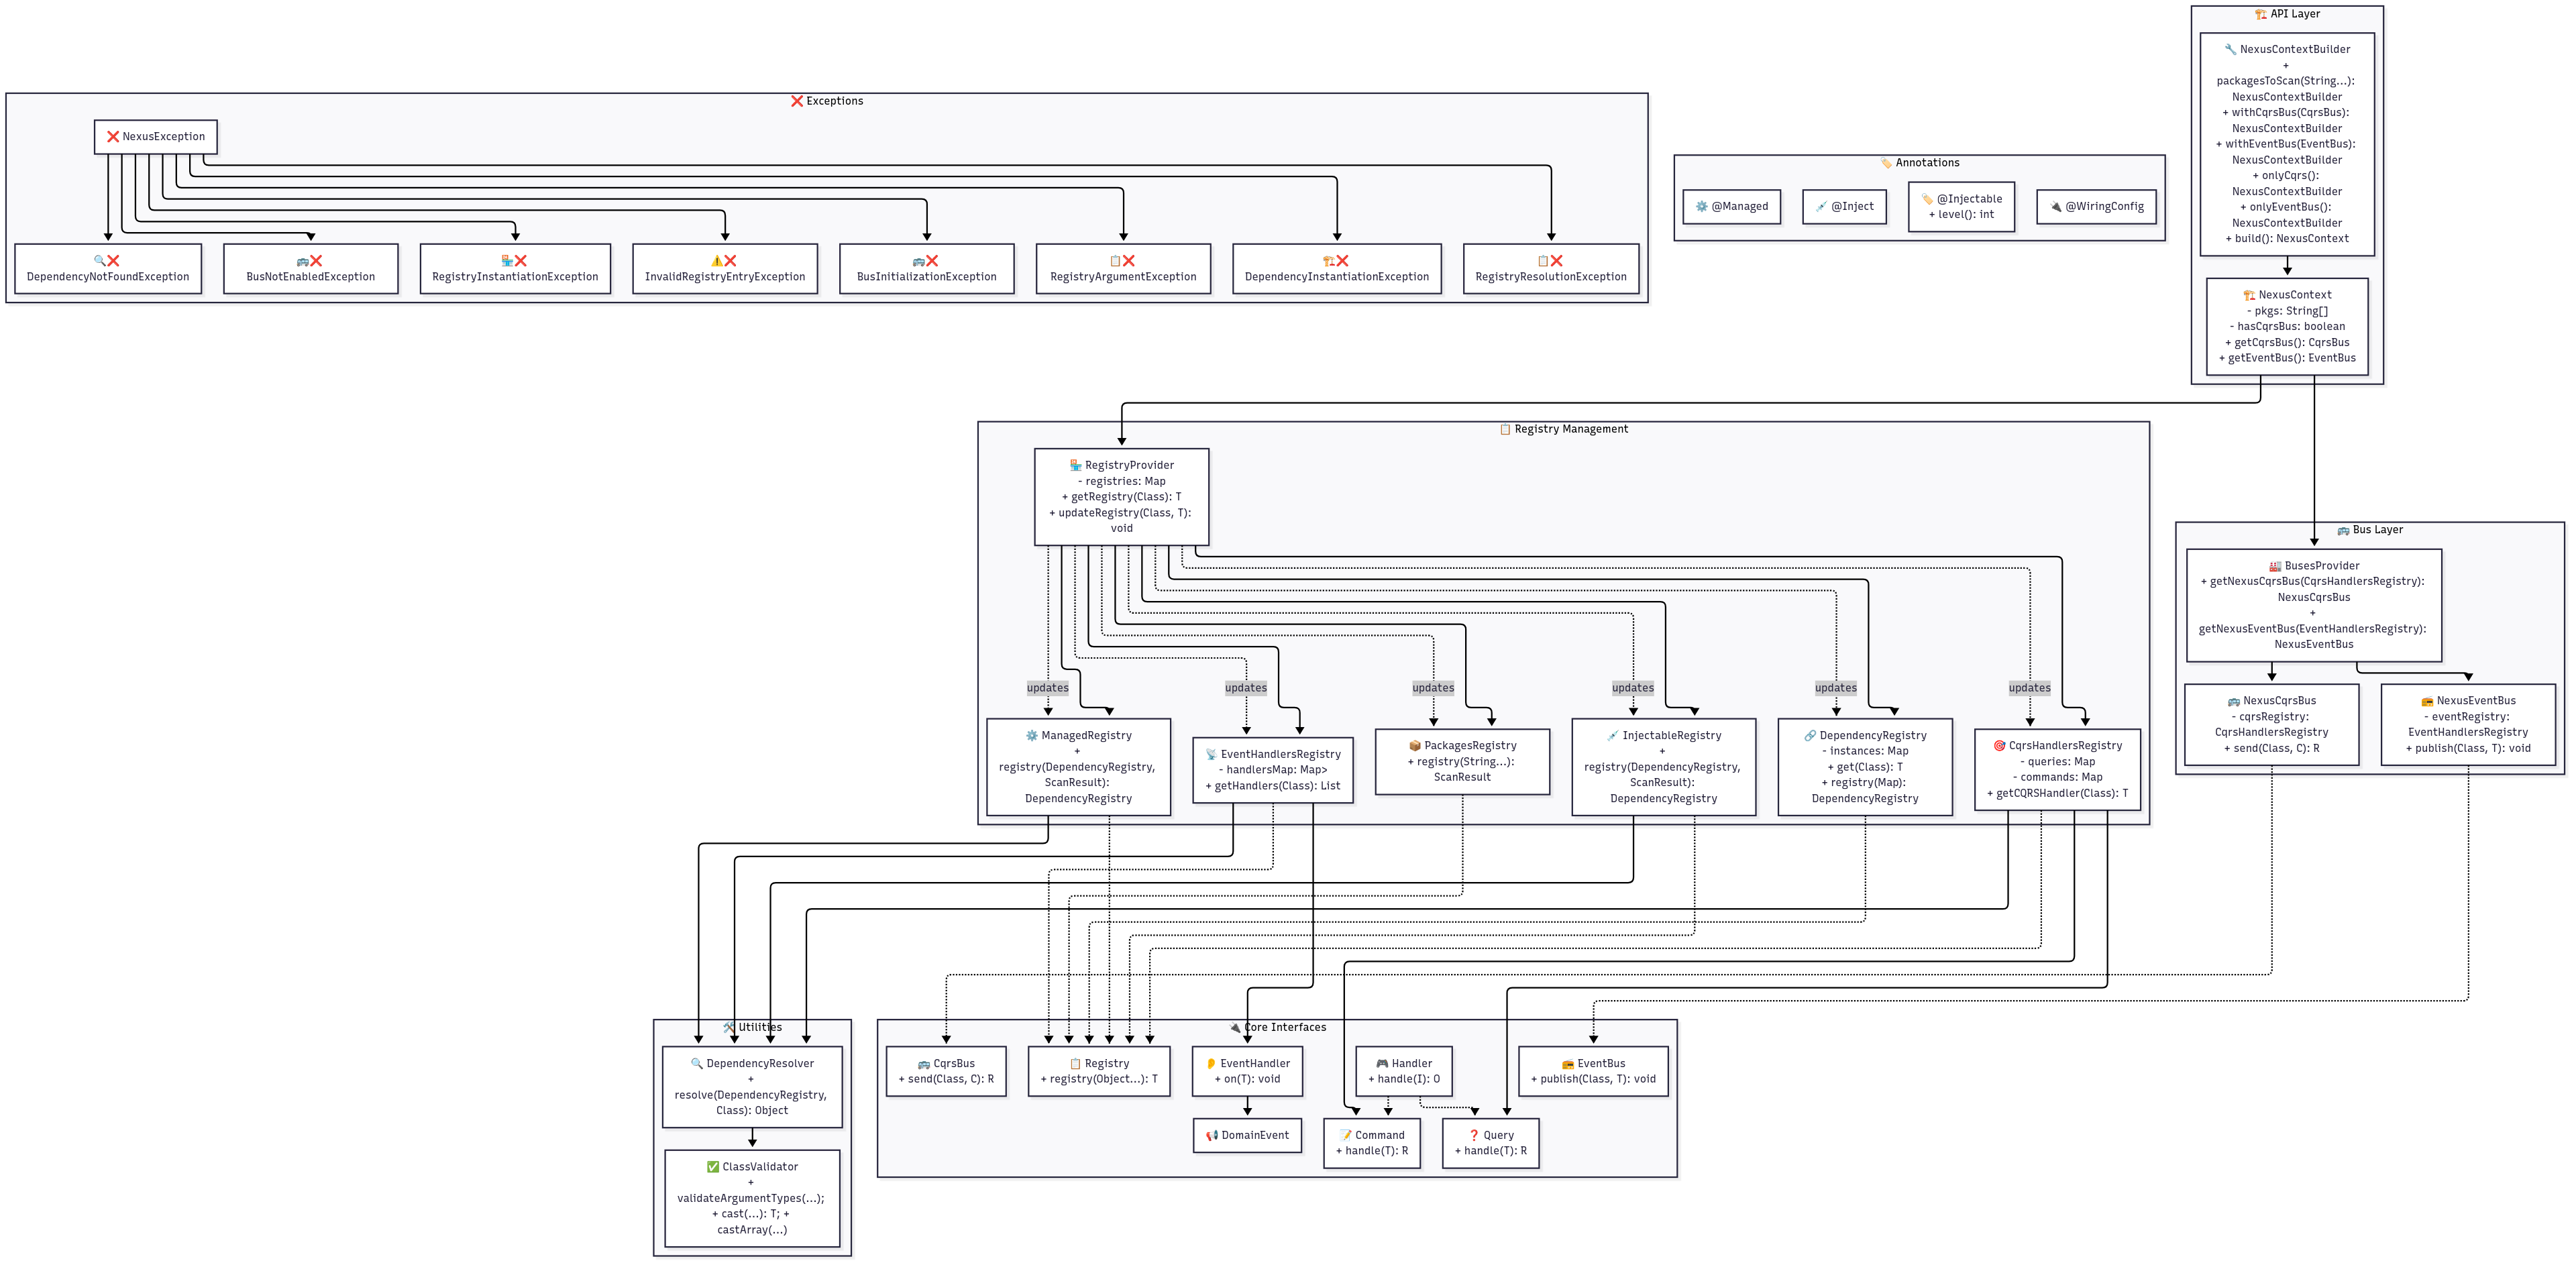 API Layer
NexusContextBuilder
+
packagesToScan(String...):
NexusContextBuilder
+ withCqrsBus(CqrsBus):
NexusContextBuilder
+ withEventBus(EventBus):
NexusContextBuilder
+ onlyCqrs():
NexusContextBuilder
+ onlyEventBus():
NexusContextBuilder
+ build(): NexusContext
NexusContext
- pkgs: String[]
- hasCqrsBus: boolean
+ getCqrsBus(): CqrsBus
+ getEventBus(): EventBus
Exceptions
NexusException
DependencyNotFoundException
BusNotEnabledException
RegistryInstantiationException
InvalidRegistryEntryException
BusInitializationException
RegistryArgumentException
DependencyInstantiationException
RegistryResolutionException
Annotations
@Managed
@Inject
@Injectable
+ level(): int
@WiringConfig
Registry Management
RegistryProvider
- registries: Map
+ getRegistry(Class): T
+ updateRegistry(Class, T):
void
updates
updates
updates
updates
updates
updates
ManagedRegistry
+
registry(DependencyRegistry,
ScanResult):
DependencyRegistry
EventHandlersRegistry
- handlersMap: Map>
+ getHandlers(Class): List
PackagesRegistry
+ registry(String...):
ScanResult
InjectableRegistry
+
registry(DependencyRegistry,
ScanResult):
DependencyRegistry
DependencyRegistry
- instances: Map
+ get(Class): T
+ registry(Map):
DependencyRegistry
CqrsHandlersRegistry
- queries: Map
- commands: Map
+ getCQRSHandler(Class): T
Bus Layer
BusesProvider
+ getNexusCqrsBus(CqrsHandlersRegistry):
NexusCqrsBus
+
getNexusEventBus(EventHandlersRegistry):
NexusEventBus
NexusCqrsBus
- cqrsRegistry:
CqrsHandlersRegistry
+ send(Class, C): R
NexusEventBus
- eventRegistry:
EventHandlersRegistry
+ publish(Class, T): void
Utilities
DependencyResolver
+
resolve(DependencyRegistry,
Class): Object
ClassValidator
+
validateArgumentTypes(...);
+ cast(...): T; +
castArray(...)
Core Interfaces
CqrsBus
+ send(Class, C): R
Registry
+ registry(Object...): T
EventHandler
+ on(T): void
Handler
+ handle(I): O
EventBus
+ publish(Class, T): void
DomainEvent
Command
+ handle(T): R
Query
+ handle(T): R